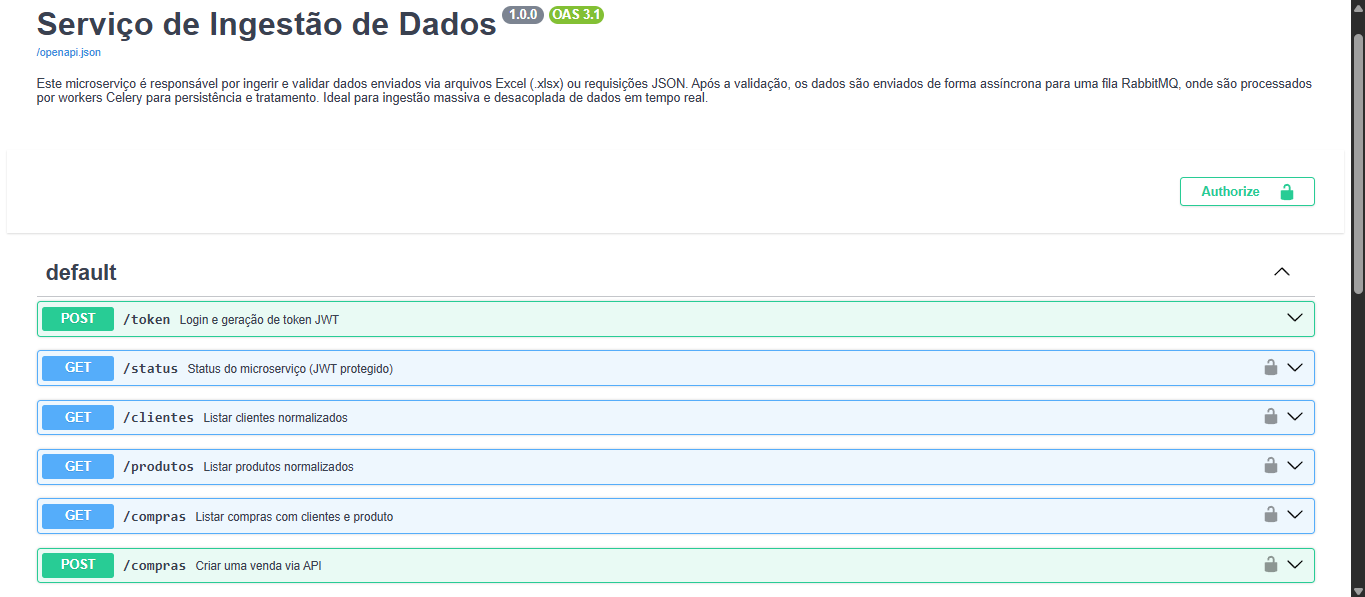 Serviço de Ingestão de Dados 1.0.0 OAS 3.1
/openapi.json
Este microserviço é responsável por ingerir e validar dados enviados via arquivos Excel (.xlsx) ou requisições JSON. Após a validação, os dados são enviados de forma assíncrona para uma fila RabbitMQ, onde são processados
por workers Celery para persistência e tratamento. Ideal para ingestão massiva e desacoplada de dados em tempo real.
Authorize
default
POST /token Login e geração de token JWT
GET /status Status do microserviço (JWT protegido)
GET /clientes Listar clientes normalizados
GET /produtos Listar produtos normalizados
GET /compras Listar compras com clientes e produto
POST /compras Criar uma venda via API